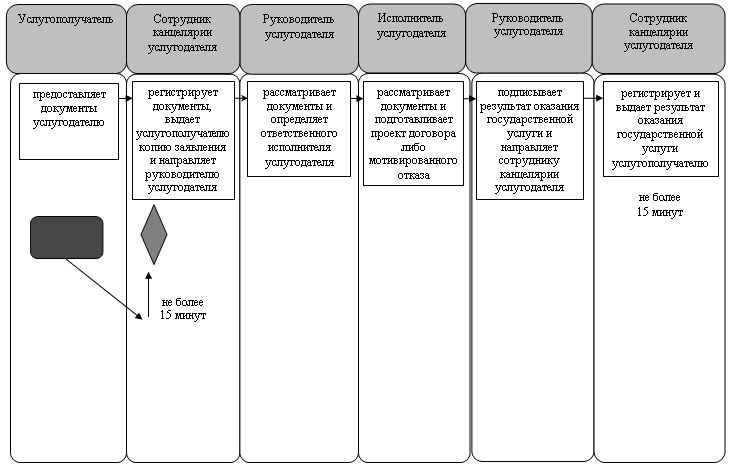 Услугополучатель
Сотрудник
канцелярии
услугодателя
Руководитель
услугодателя
Исполнитель
услугодателя
Руководитель
услугодателя
Сотрудник
канцелярии
услугодателя
предоставляет
документы
услугодателю
регистрирует
документы,
выдает
услугополучателю
копию заявления
и направляет
руководителю
услугодателя
рассматривает
документы и
определяет
ответственного
исполнителя
услугодателя
рассматривает
документы и
подготавливает
проект договора
либо
мотивированного
отказа
подписывает
результат оказания
государственной
услуги и
направляет
сотруднику
канцелярии
услугодателя
регистрирует и
выдает результат
оказания
государственной
услуги
услугополучателю
не более
15 минут
не более
15 минут